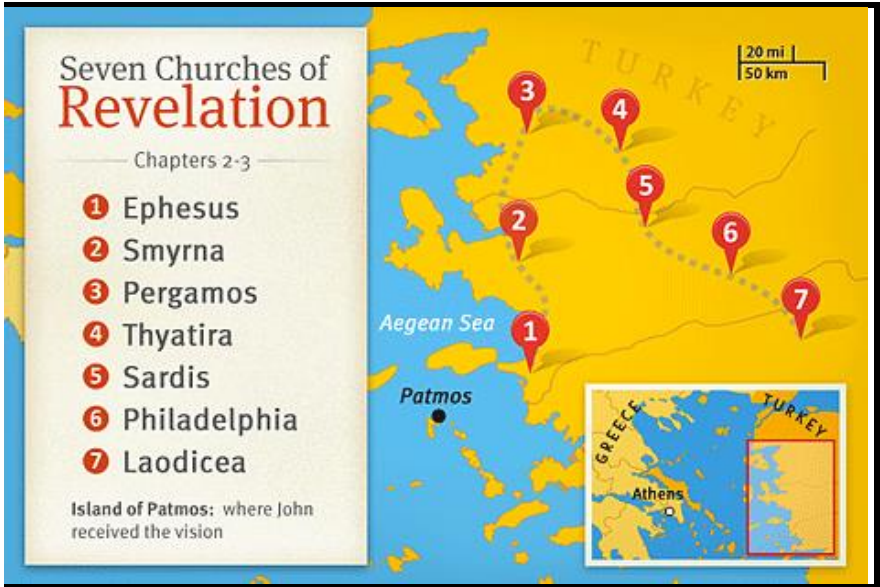 Seven Churches of
Revelation
Chapters 2-3
1 Ephesus
2 Smyrna
3 Pergamos
4 Thyatira
5 Sardis
6 Philadelphia
7 Laodicea
Island of Patmos: where John
received the vision
TURKEY
20 mi
50 km
3
4
5
2
6
7
1
Aegean Sea
Patmos
GREECE
TURKEY
Athens